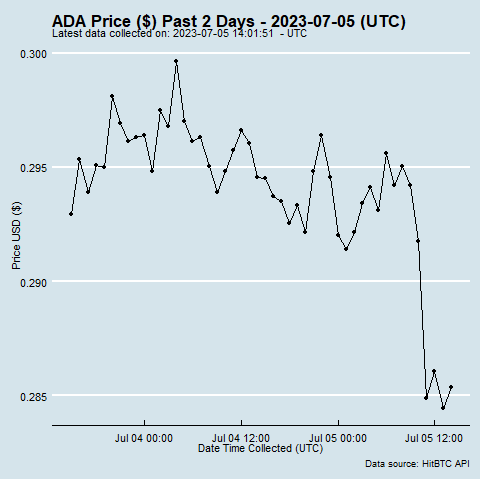 ADA Price ($) Past 2 Days - 2023-07-05 (UTC)
Latest data collected on: 2023-07-05 14:01:51 - UTC
0.300
0.295
0.290
0.285
Price USD ($)
Jul 04 00:00 Jul 04 12:00 Jul 05 00:00 Jul 05 12:00
Date Time Collected (UTC)
Data source: HitBTC API